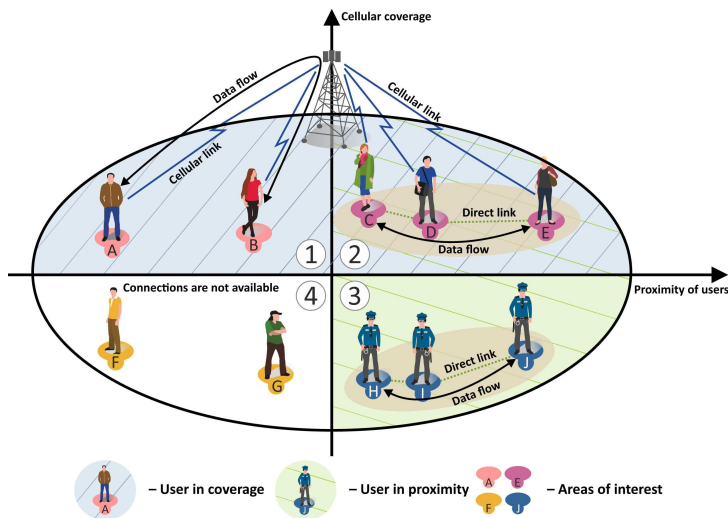 Cellular coverage
Data flow
Cellular link
Cellular link
A
B
C
D
E
Direct link
Data flow
1
2
Connections are not available
Proximity of users
4
3
F
G
H
I
J
Direct link
Data flow
A
– User in coverage
J
– User in proximity
A
E
F
J
– Areas of interest